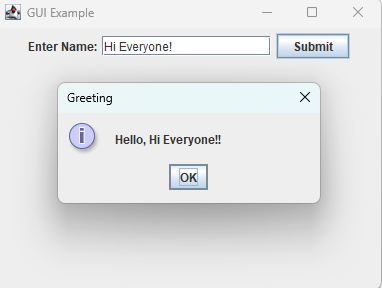 GUI Example
Enter Name: Hi Everyone! Submit
Greeting
Hello, Hi Everyone!!
OK